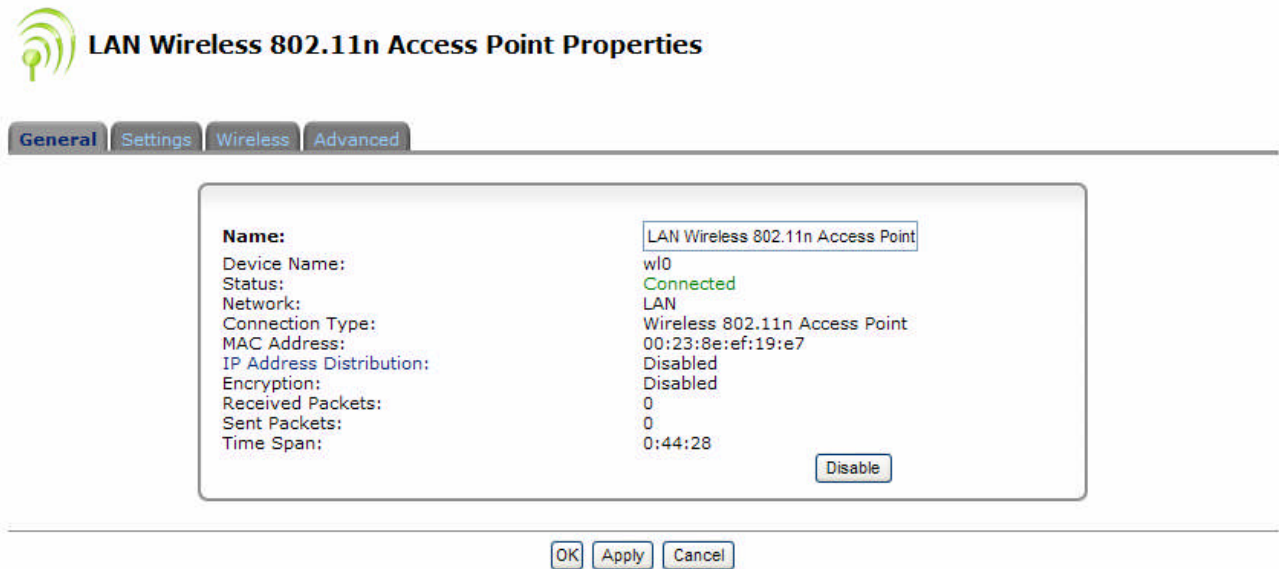 LAN Wireless 802.11n Access Point Properties
General Settings Wireless Advanced
Name: LAN Wireless 802.11n Access Point
Device Name: wl0
Status: Connected
Network: LAN
Connection Type: Wireless 802.11n Access Point
MAC Address: 00:23:8e:ef:19:e7
IP Address Distribution: Disabled
Encryption: Disabled
Received Packets: 0
Sent Packets: 0
Time Span: 0:44:28
Disable
OK Apply Cancel